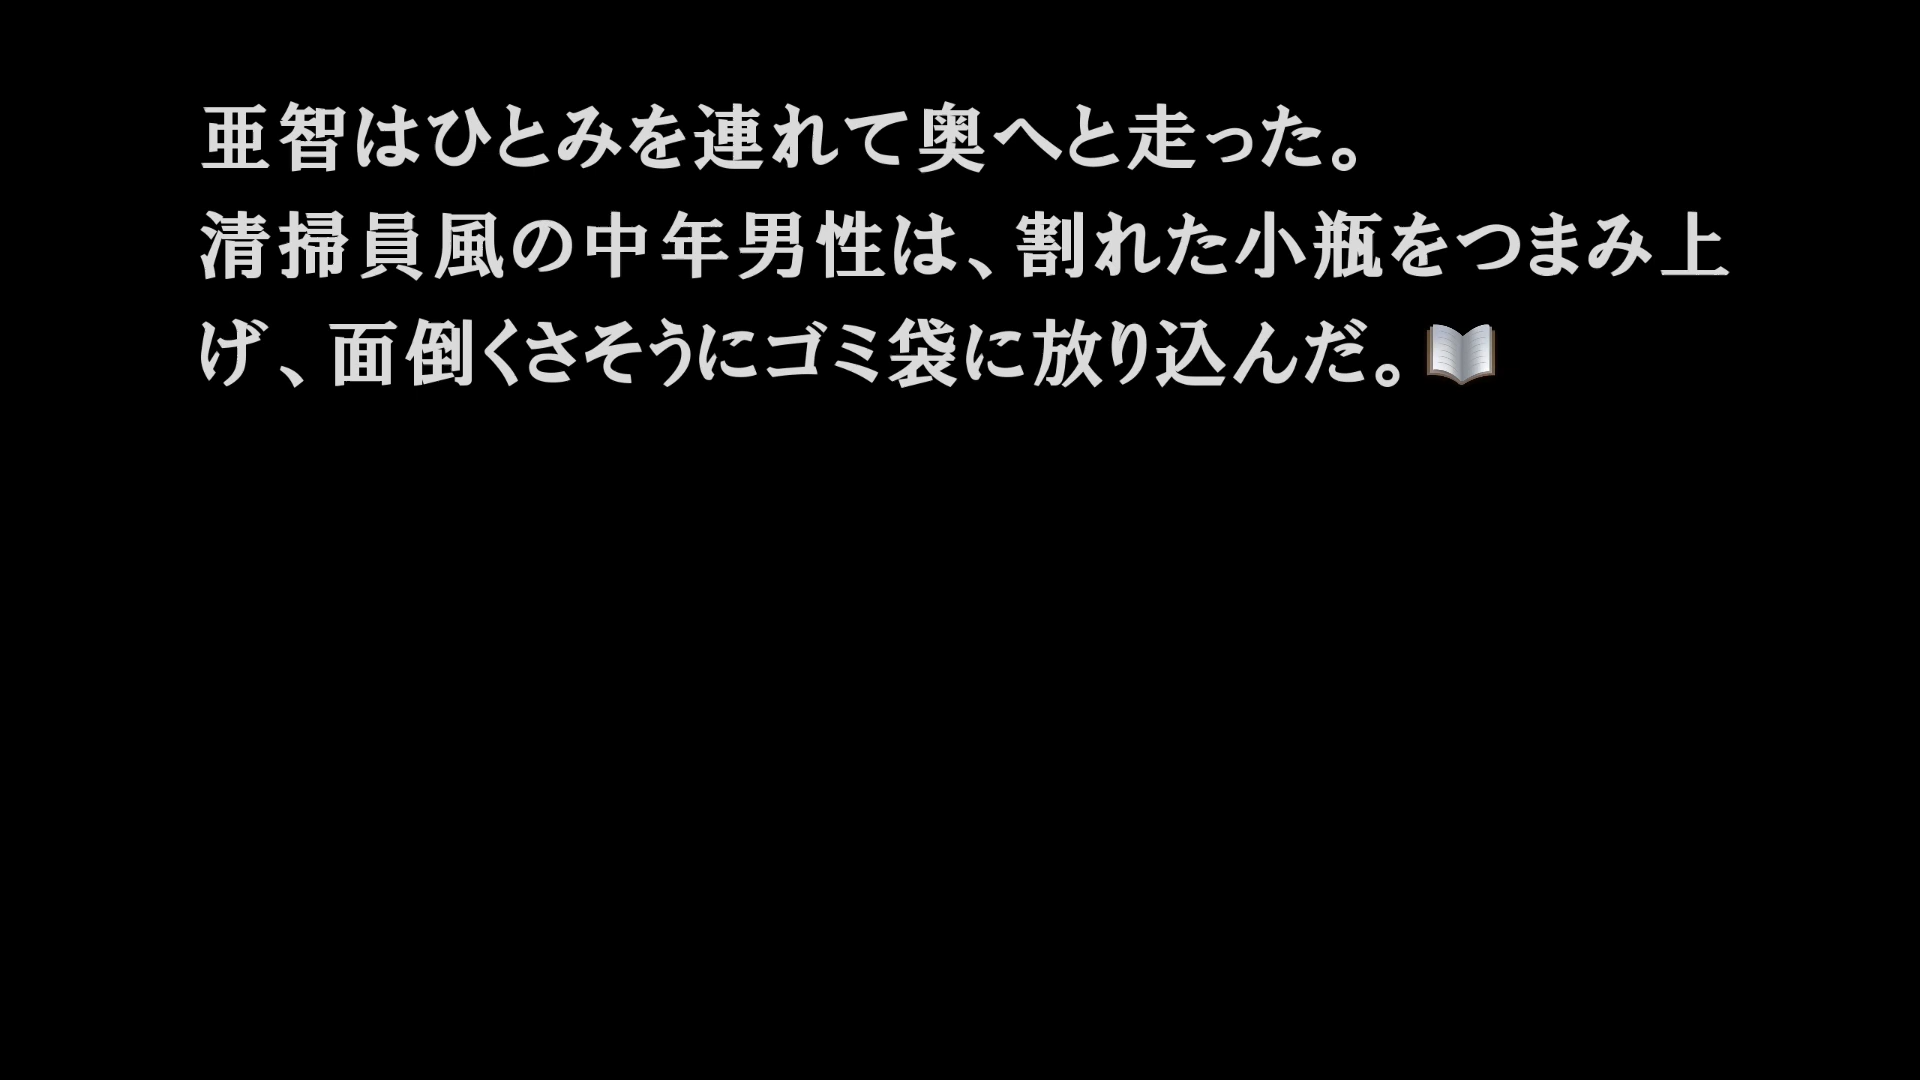 亜智はひとみを連れて奥へと走った。
清掃員風の中年男性は、割れた小瓶をつまみ上
げ、面倒くさそうにゴミ袋に放り込んだ。